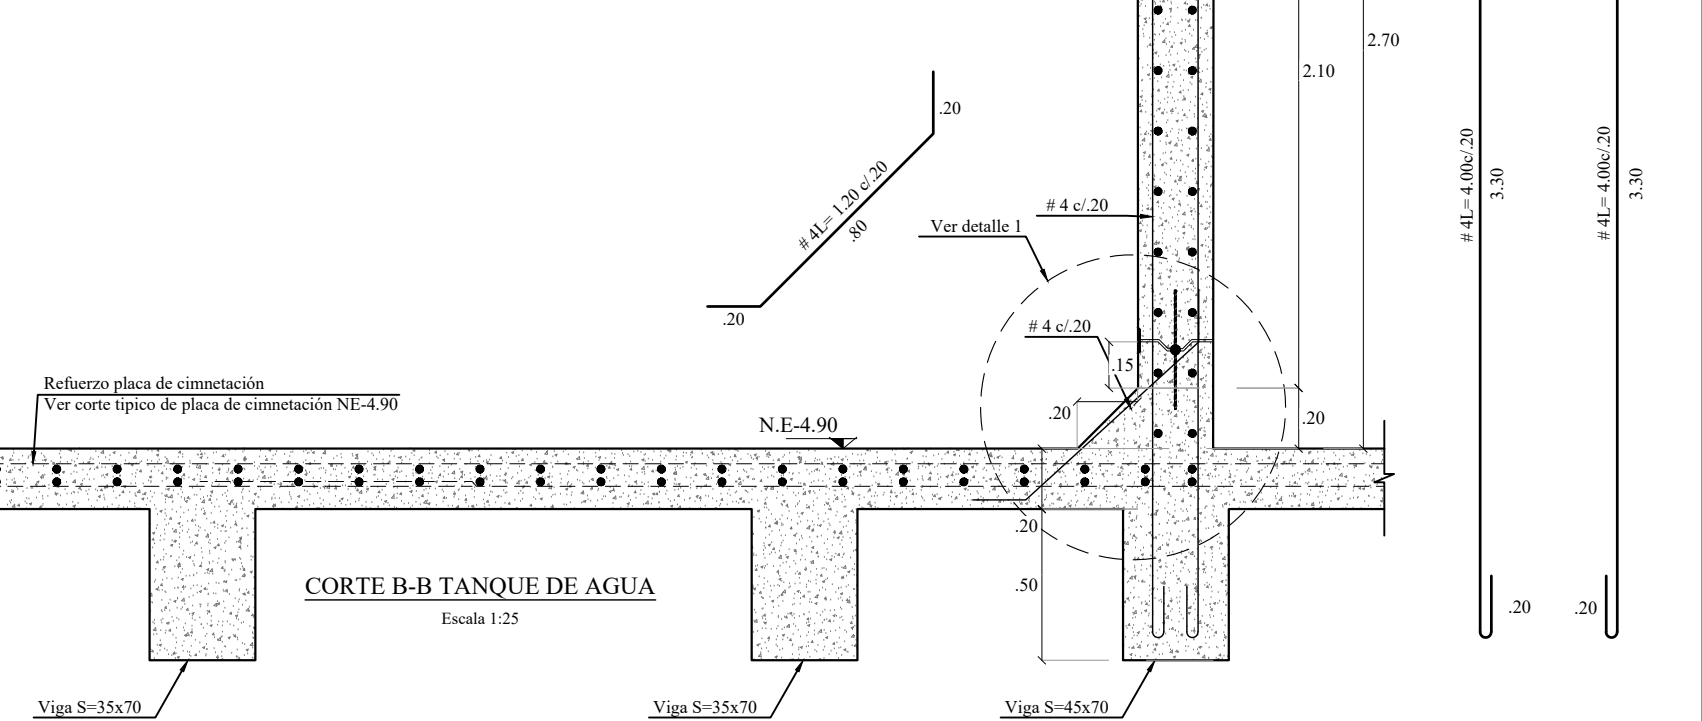 2.70
2.10
.20
# 4L= 1.20 c/.20
.80
.20
# 4L= 4.00c/.20
3.30
# 4L= 4.00c/.20
3.30
# 4 c/.20
Ver detalle 1
# 4 c/.20
.15
.20
.20
Refuerzo placa de cimnetación
Ver corte tipico de placa de cimnetación NE-4.90
N.E-4.90
.20
.50
CORTE B-B TANQUE DE AGUA
Escala 1:25
.20
.20
Viga S=35x70
Viga S=35x70
Viga S=45x70